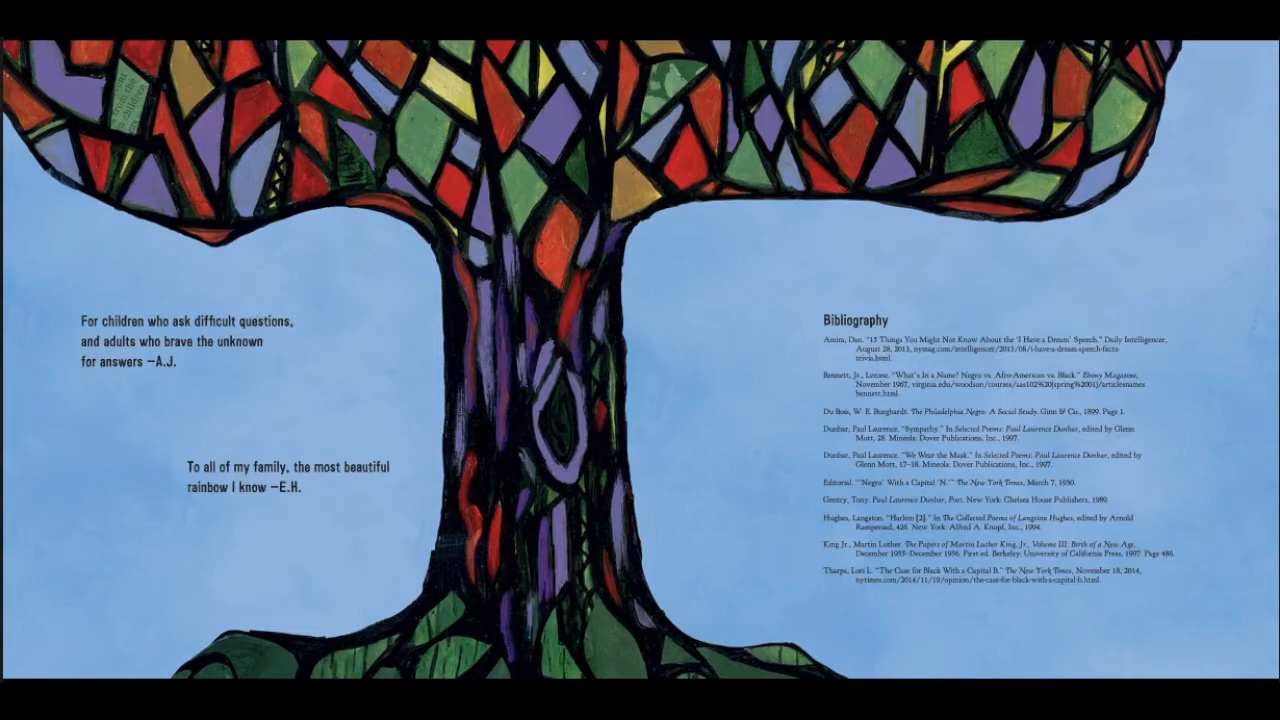 For children who ask difficult questions,
and adults who brave the unknown
for answers —A.J.
To all of my family, the most beautiful
rainbow I know —E.H.
Bibliography
Amira, Dan. “15 Things You Might Not Know About the ‘I Have a Dream’ Speech.” Daily Intelligencer,
August 28, 2013, nymag.com/intelligencer/2013/08/i-have-a-dream-speech-facts-
trivia.html.
Bennett, Jr., Lerone. “What’s In a Name? Negro vs. Afro-American vs. Black.” Ebony Magazine,
November 1967, virginia.edu/woodson/courses/aas102%20(spring%2001)/articlesnames
bennett.html.
Du Bois, W. E. Burghardt. The Philadelphia Negro: A Social Study. Ginn & Co., 1899. Page 1.
Dunbar, Paul Laurence. “Sympathy.” In Selected Poems: Paul Laurence Dunbar, edited by Glenn
Mott, 28. Mineola: Dover Publications, Inc., 1997.
Dunbar, Paul Laurence. “We Wear the Mask.” In Selected Poems: Paul Laurence Dunbar, edited by
Glenn Mott, 17–18. Mineola: Dover Publications, Inc., 1997.
Editorial. “‘Negro’ With a Capital ‘N.’” The New York Times, March 7, 1930.
Gentry, Tony. Paul Laurence Dunbar, Poet. New York: Chelsea House Publishers, 1989.
Hughes, Langston. “Harlem [2].” In The Collected Poems of Langston Hughes, edited by Arnold
Rampersad, 426. New York: Alfred A. Knopf, Inc., 1994.
King Jr., Martin Luther. The Papers of Martin Luther King, Jr., Volume III: Birth of a New Age,
December 1955–December 1956. First ed. Berkeley: University of California Press, 1997. Page 486.
Tharps, Lori L. “The Case for Black With a Capital B.” The New York Times, November 18, 2014,
nytimes.com/2014/11/19/opinion/the-case-for-black-with-a-capital-b.html.